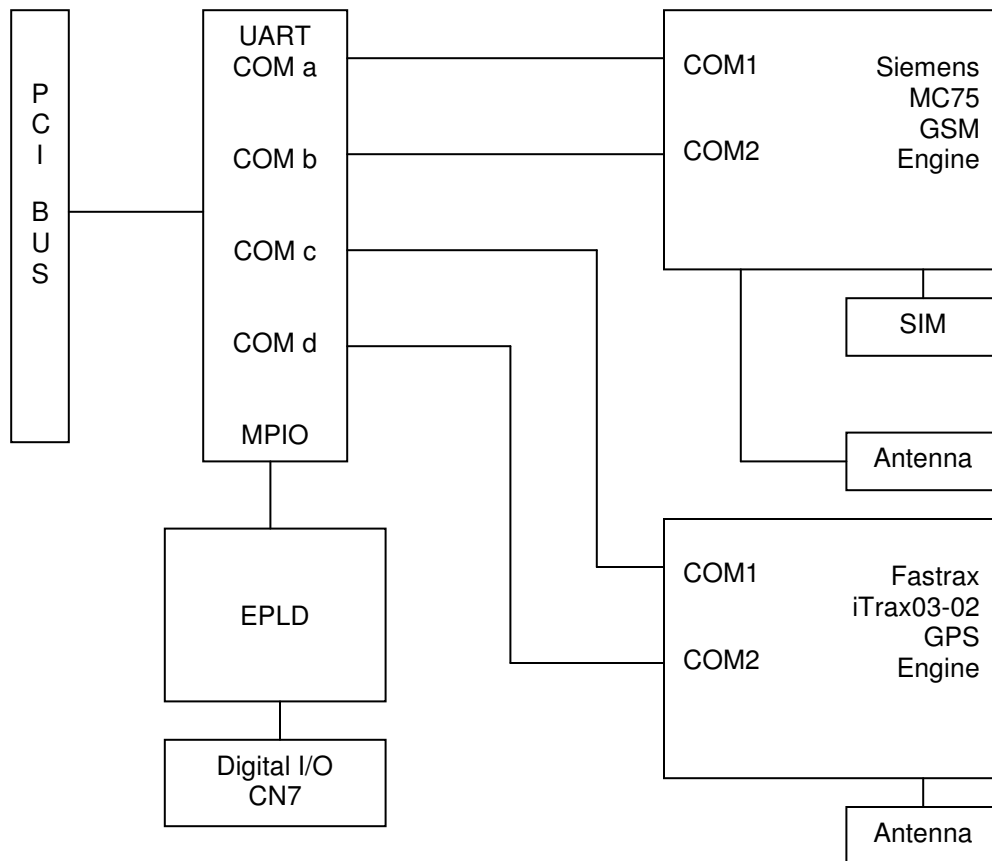 P
C
I
B
U
S
UART
COM a
COM b
COM c
COM d
MPIO
EPLD
Digital I/O
CN7
COM1
COM2
Siemens
MC75
GSM
Engine
SIM
Antenna
COM1
COM2
Fastrax
iTrax03-02
GPS
Engine
Antenna